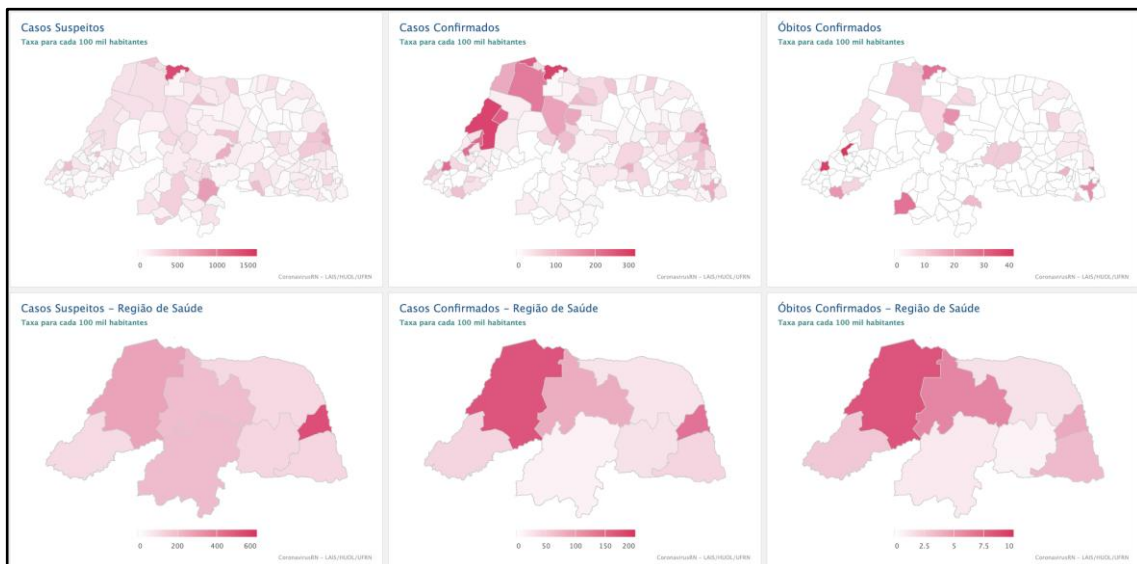 Casos Suspeitos
Taxa para cada 100 mil habitantes
0 500 1000 1500
CoronavirusRN - LAIS/HUOL/UFRN
Casos Confirmados
Taxa para cada 100 mil habitantes
0 100 200 300
CoronavirusRN - LAIS/HUOL/UFRN
Óbitos Confirmados
Taxa para cada 100 mil habitantes
0 10 20 30 40
CoronavirusRN - LAIS/HUOL/UFRN
Casos Suspeitos - Região de Saúde
Taxa para cada 100 mil habitantes
0 200 400 600
CoronavirusRN - LAIS/HUOL/UFRN
Casos Confirmados - Região de Saúde
Taxa para cada 100 mil habitantes
0 50 100 150 200
CoronavirusRN - LAIS/HUOL/UFRN
Óbitos Confirmados - Região de Saúde
Taxa para cada 100 mil habitantes
0 2.5 5 7.5 10
CoronavirusRN - LAIS/HUOL/UFRN